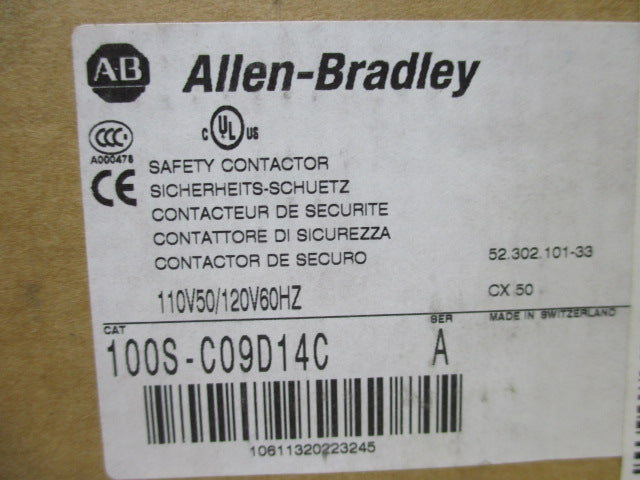 A-B Allen-Bradley
C UL US
CCC
A000478
CE
SAFETY CONTACTOR
SICHERHEITS-SCHUETZ
CONTACTEUR DE SECURITE
CONTATTORE DI SICUREZZA
CONTACTOR DE SECURO
52.302.101-33
110V50/120V60HZ
CX 50
MADE IN SWITZERLAND
CAT SER
100S-C09D14C A
10611320223245